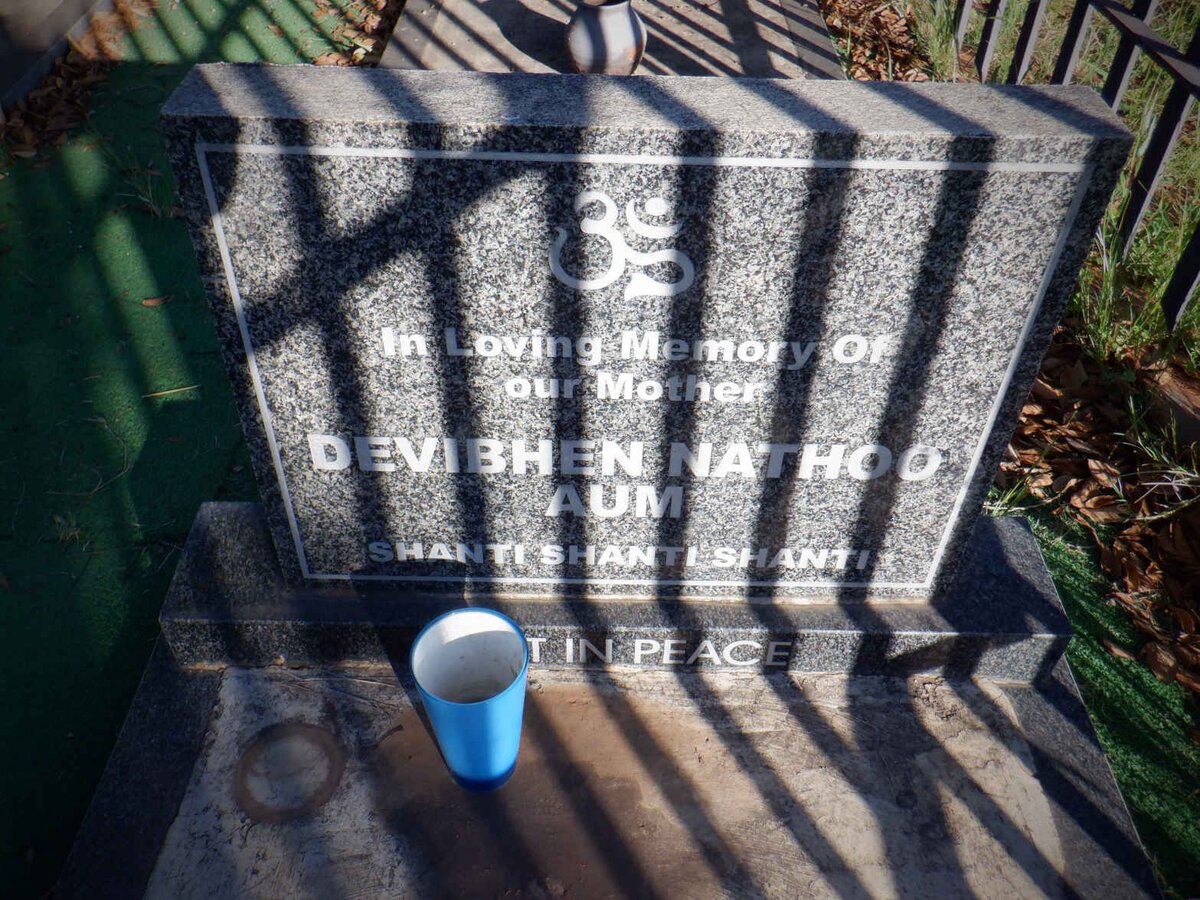 ॐ
In Loving Memory Of
our Mother
DEVIBHEN NATHOO
AUM
SHANTI SHANTI SHANTI
IN PEACE